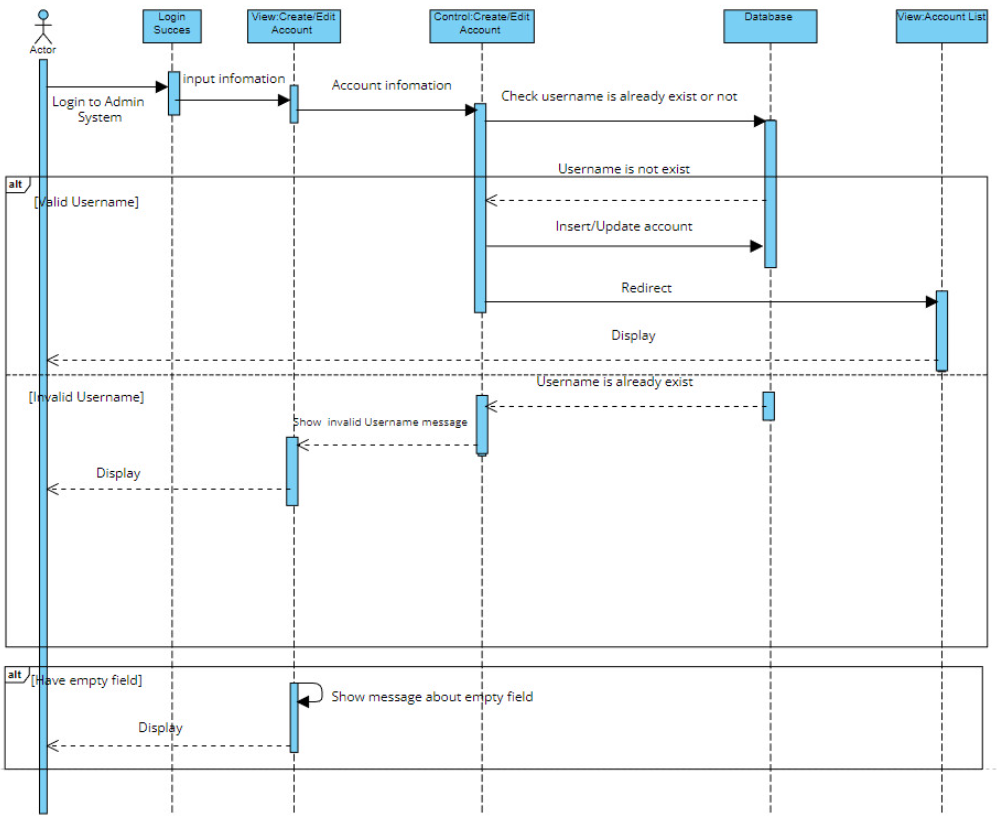 Login
Succes
View:Create/Edit
Account
Control:Create/Edit
Account
Database
View:Account List
Actor
input infomation
Account infomation
Check username is already exist or not
Login to Admin
System
Username is not exist
alt
[Valid Username]
Insert/Update account
Redirect
Display
Username is already exist
[Invalid Username]
Show invalid Username message
Display
alt
[Have empty field]
Show message about empty field
Display